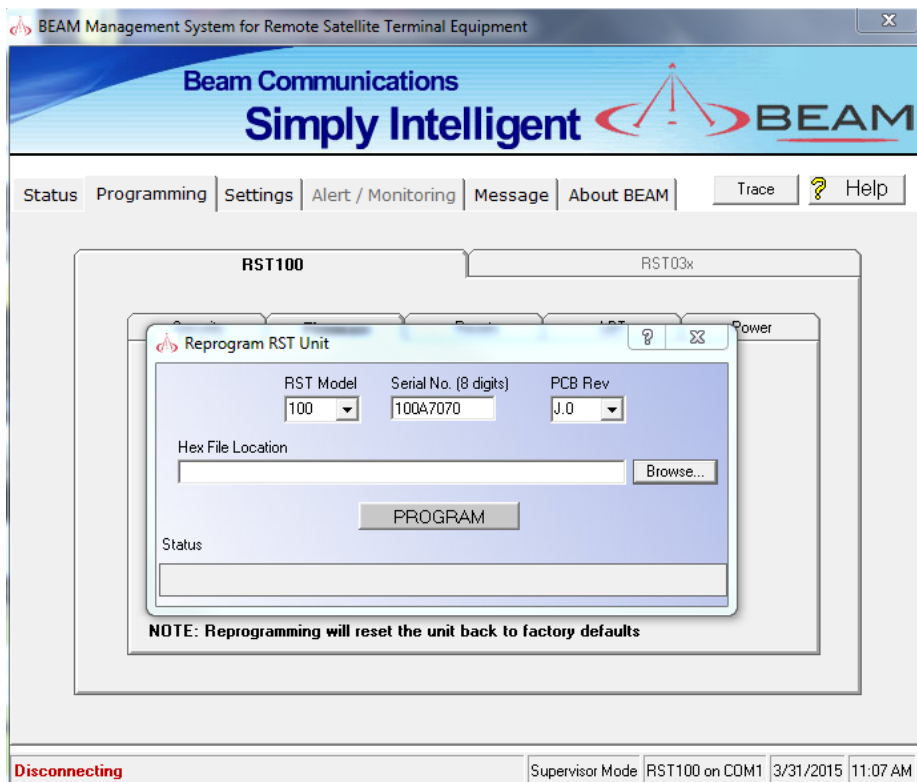 BEAM Management System for Remote Satellite Terminal Equipment
Beam Communications
Simply Intelligent
BEAM
Status Programming Settings Alert / Monitoring Message About BEAM Trace ? Help
RST100 RST03x
Power
Reprogram RST Unit
RST Model Serial No. (8 digits) PCB Rev
100 100A7070 J.0
Hex File Location
Browse...
PROGRAM
Status
NOTE: Reprogramming will reset the unit back to factory defaults
Disconnecting Supervisor Mode RST100 on COM1 3/31/2015 11:07 AM